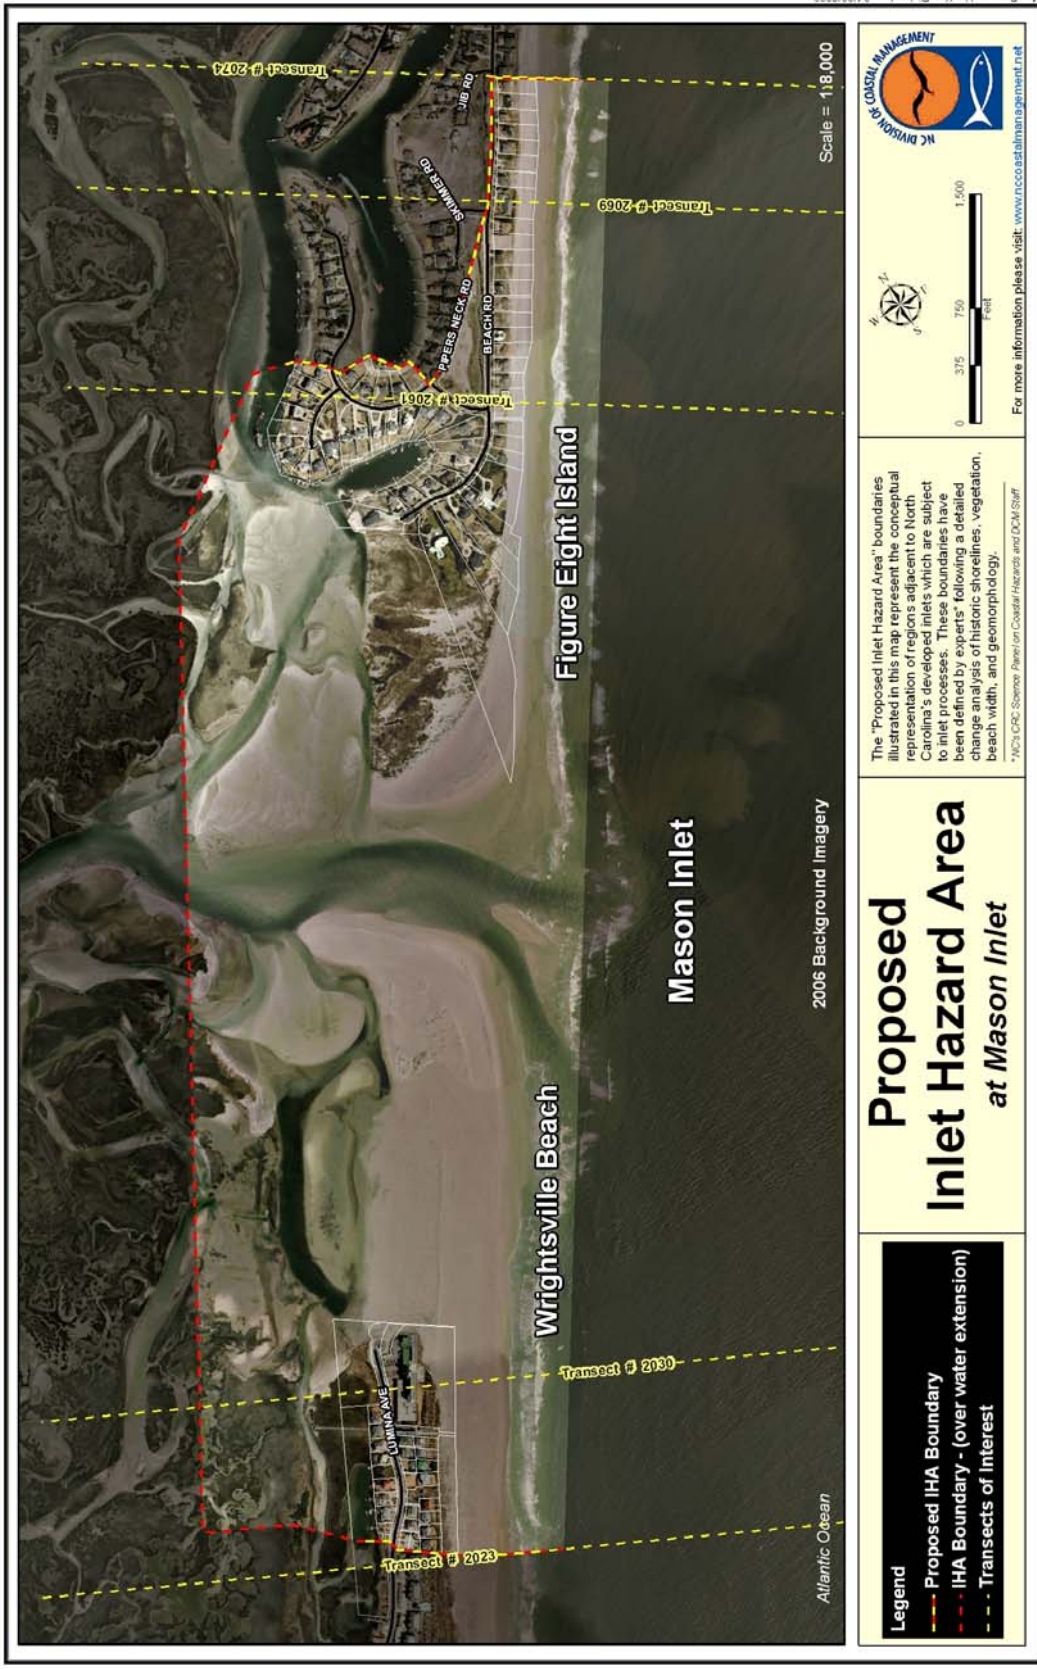 Transect # 2074
JIB RD
SKIMMER RD
Transect # 2069
PIPERS NECK RD
BEACH RD
Transect # 2061
Figure Eight Island
Mason Inlet
Wrightsville Beach
LUMINA AVE
Transect # 2030
Transect # 2023
Atlantic Ocean
2006 Background Imagery
Scale = 1:8,000
Legend
Proposed IHA Boundary
IHA Boundary - (over water extension)
Transects of Interest
Proposed
Inlet Hazard Area
at Mason Inlet
The "Proposed Inlet Hazard Area" boundaries
illustrated in this map represent the conceptual
representation of regions adjacent to North
Carolina's developed inlets which are subject
to inlet processes. These boundaries have
been defined by experts* following a detailed
change analysis of historic shorelines, vegetation,
beach width, and geomorphology.
*NC's CRC Science Panel on Coastal Hazards and DCM Staff
NC DIVISION OF COASTAL MANAGEMENT
N
E
S
W
0 375 750 1,500
Feet
For more information please visit: www.nccoastalmanagement.net